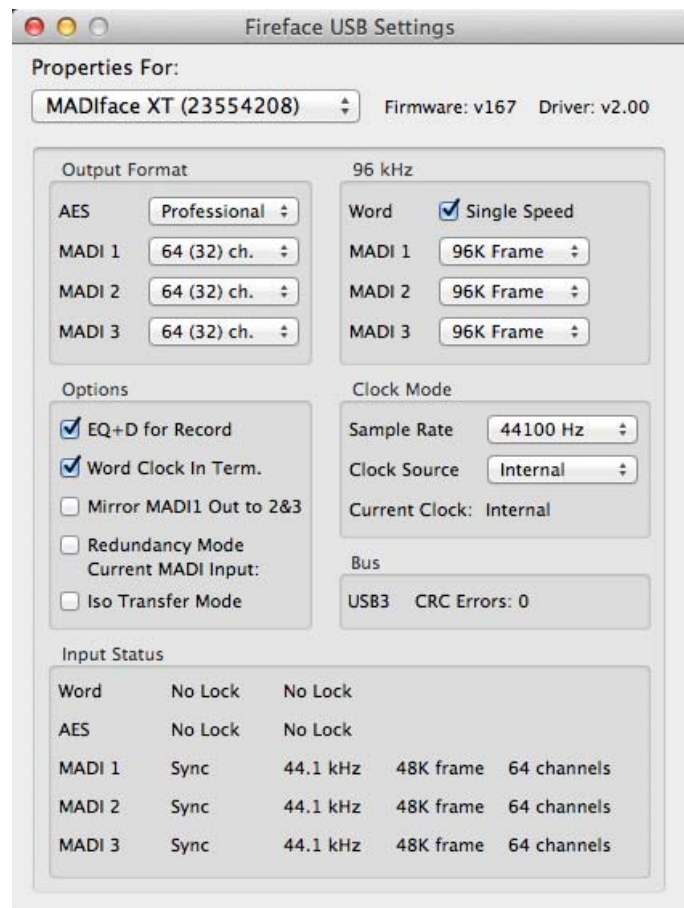 Fireface USB Settings
Properties For:
MADIface XT (23554208) Firmware: v167 Driver: v2.00
Output Format
AES Professional
MADI 1 64 (32) ch.
MADI 2 64 (32) ch.
MADI 3 64 (32) ch.
96 kHz
Word Single Speed
MADI 1 96K Frame
MADI 2 96K Frame
MADI 3 96K Frame
Options
EQ+D for Record
Word Clock In Term.
Mirror MADI1 Out to 2&3
Redundancy Mode
Current MADI Input:
Iso Transfer Mode
Clock Mode
Sample Rate 44100 Hz
Clock Source Internal
Current Clock: Internal
Bus
USB3 CRC Errors: 0
Input Status
Word No Lock No Lock
AES No Lock No Lock
MADI 1 Sync 44.1 kHz 48K frame 64 channels
MADI 2 Sync 44.1 kHz 48K frame 64 channels
MADI 3 Sync 44.1 kHz 48K frame 64 channels